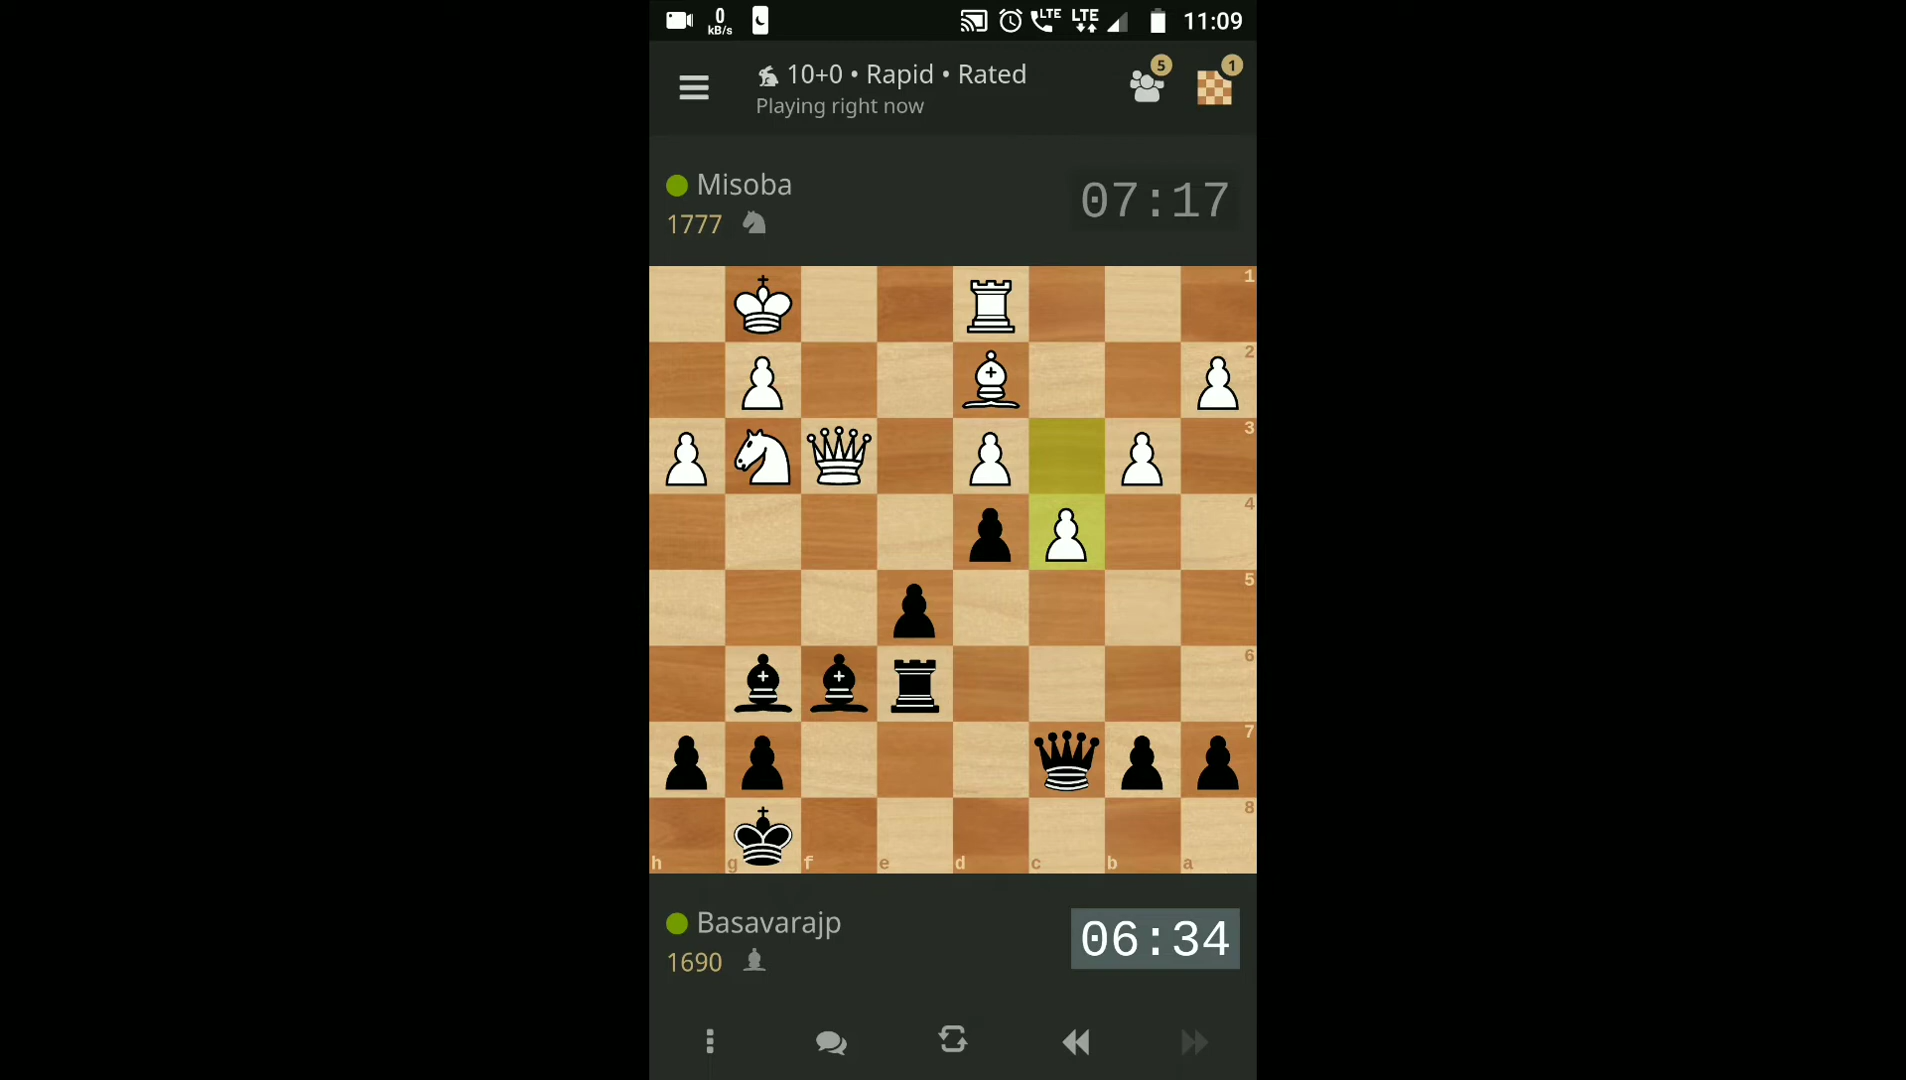 0
kB/s
LTE
LTE
11:09
10+0 • Rapid • Rated
Playing right now
5
1
Misoba
1777
07:17
1
2
3
4
5
6
7
8
h g f e d c b a
Basavarajp
1690
06:34